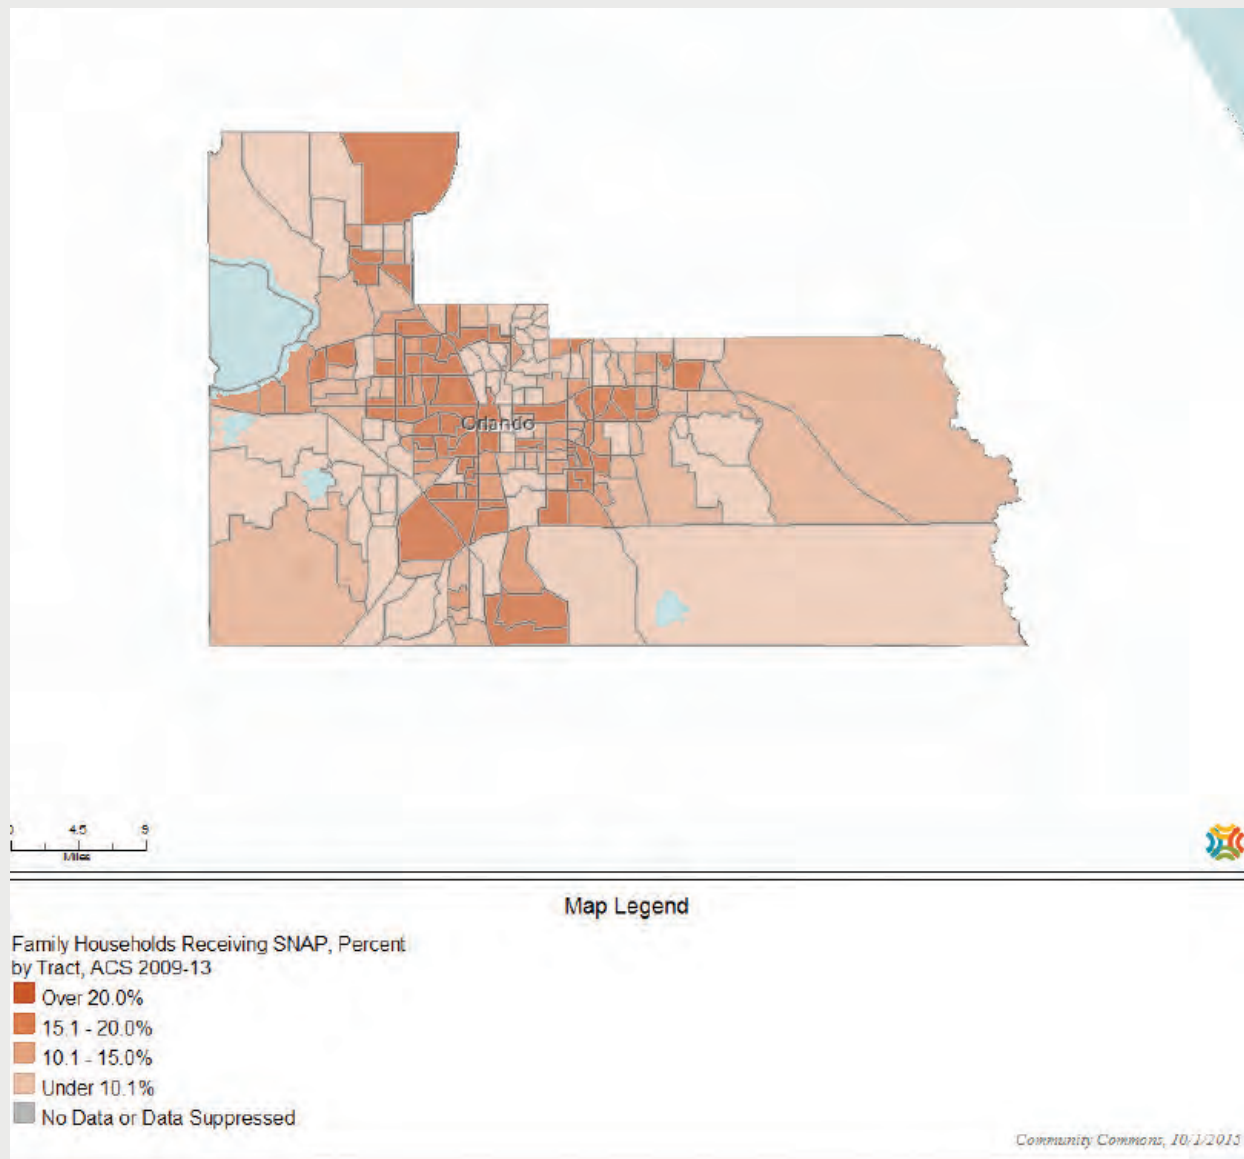 Orlando
4.5
9
Miles
Map Legend
Family Households Receiving SNAP, Percent
by Tract, ACS 2009-13
Over 20.0%
15.1 - 20.0%
10.1 - 15.0%
Under 10.1%
No Data or Data Suppressed
Community Commons, 10/1/2015